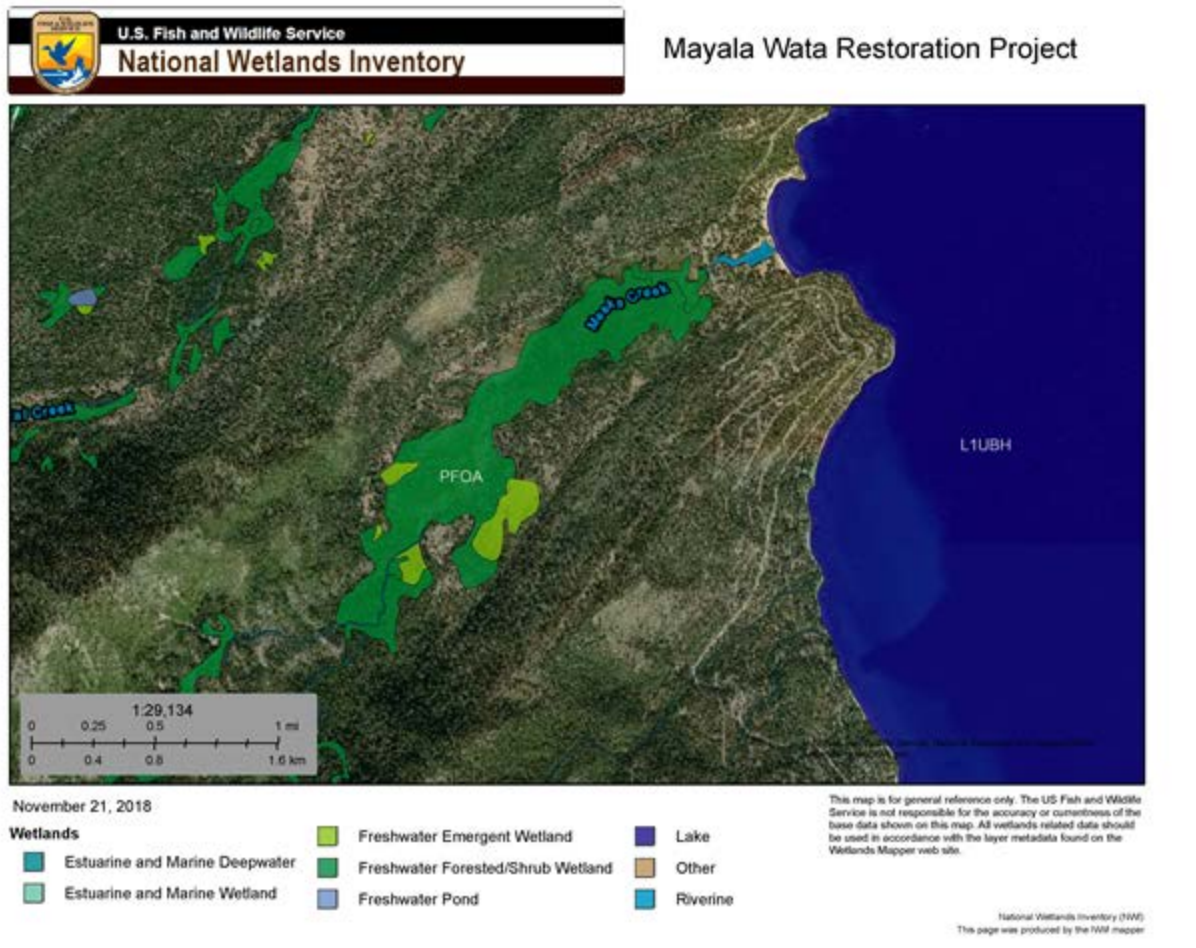 U.S. Fish and Wildlife Service
National Wetlands Inventory
Mayala Wata Restoration Project
Creek
Creek
PFOA
L1UBH
1:29,134
0 0.25 0.5 1 mi
0 0.4 0.8 1.6 km
November 21, 2018
This map is for general reference only. The US Fish and Wildlife
Service is not responsible for the accuracy or currentness of the
base data shown on this map. All wetlands related data should
be used in accordance with the layer metadata found on the
Wetlands Mapper web site.
Wetlands
Estuarine and Marine Deepwater
Estuarine and Marine Wetland
Freshwater Emergent Wetland
Freshwater Forested/Shrub Wetland
Freshwater Pond
Lake
Other
Riverine
National Wetlands Inventory (NWI)
This page was produced by the NWI mapper